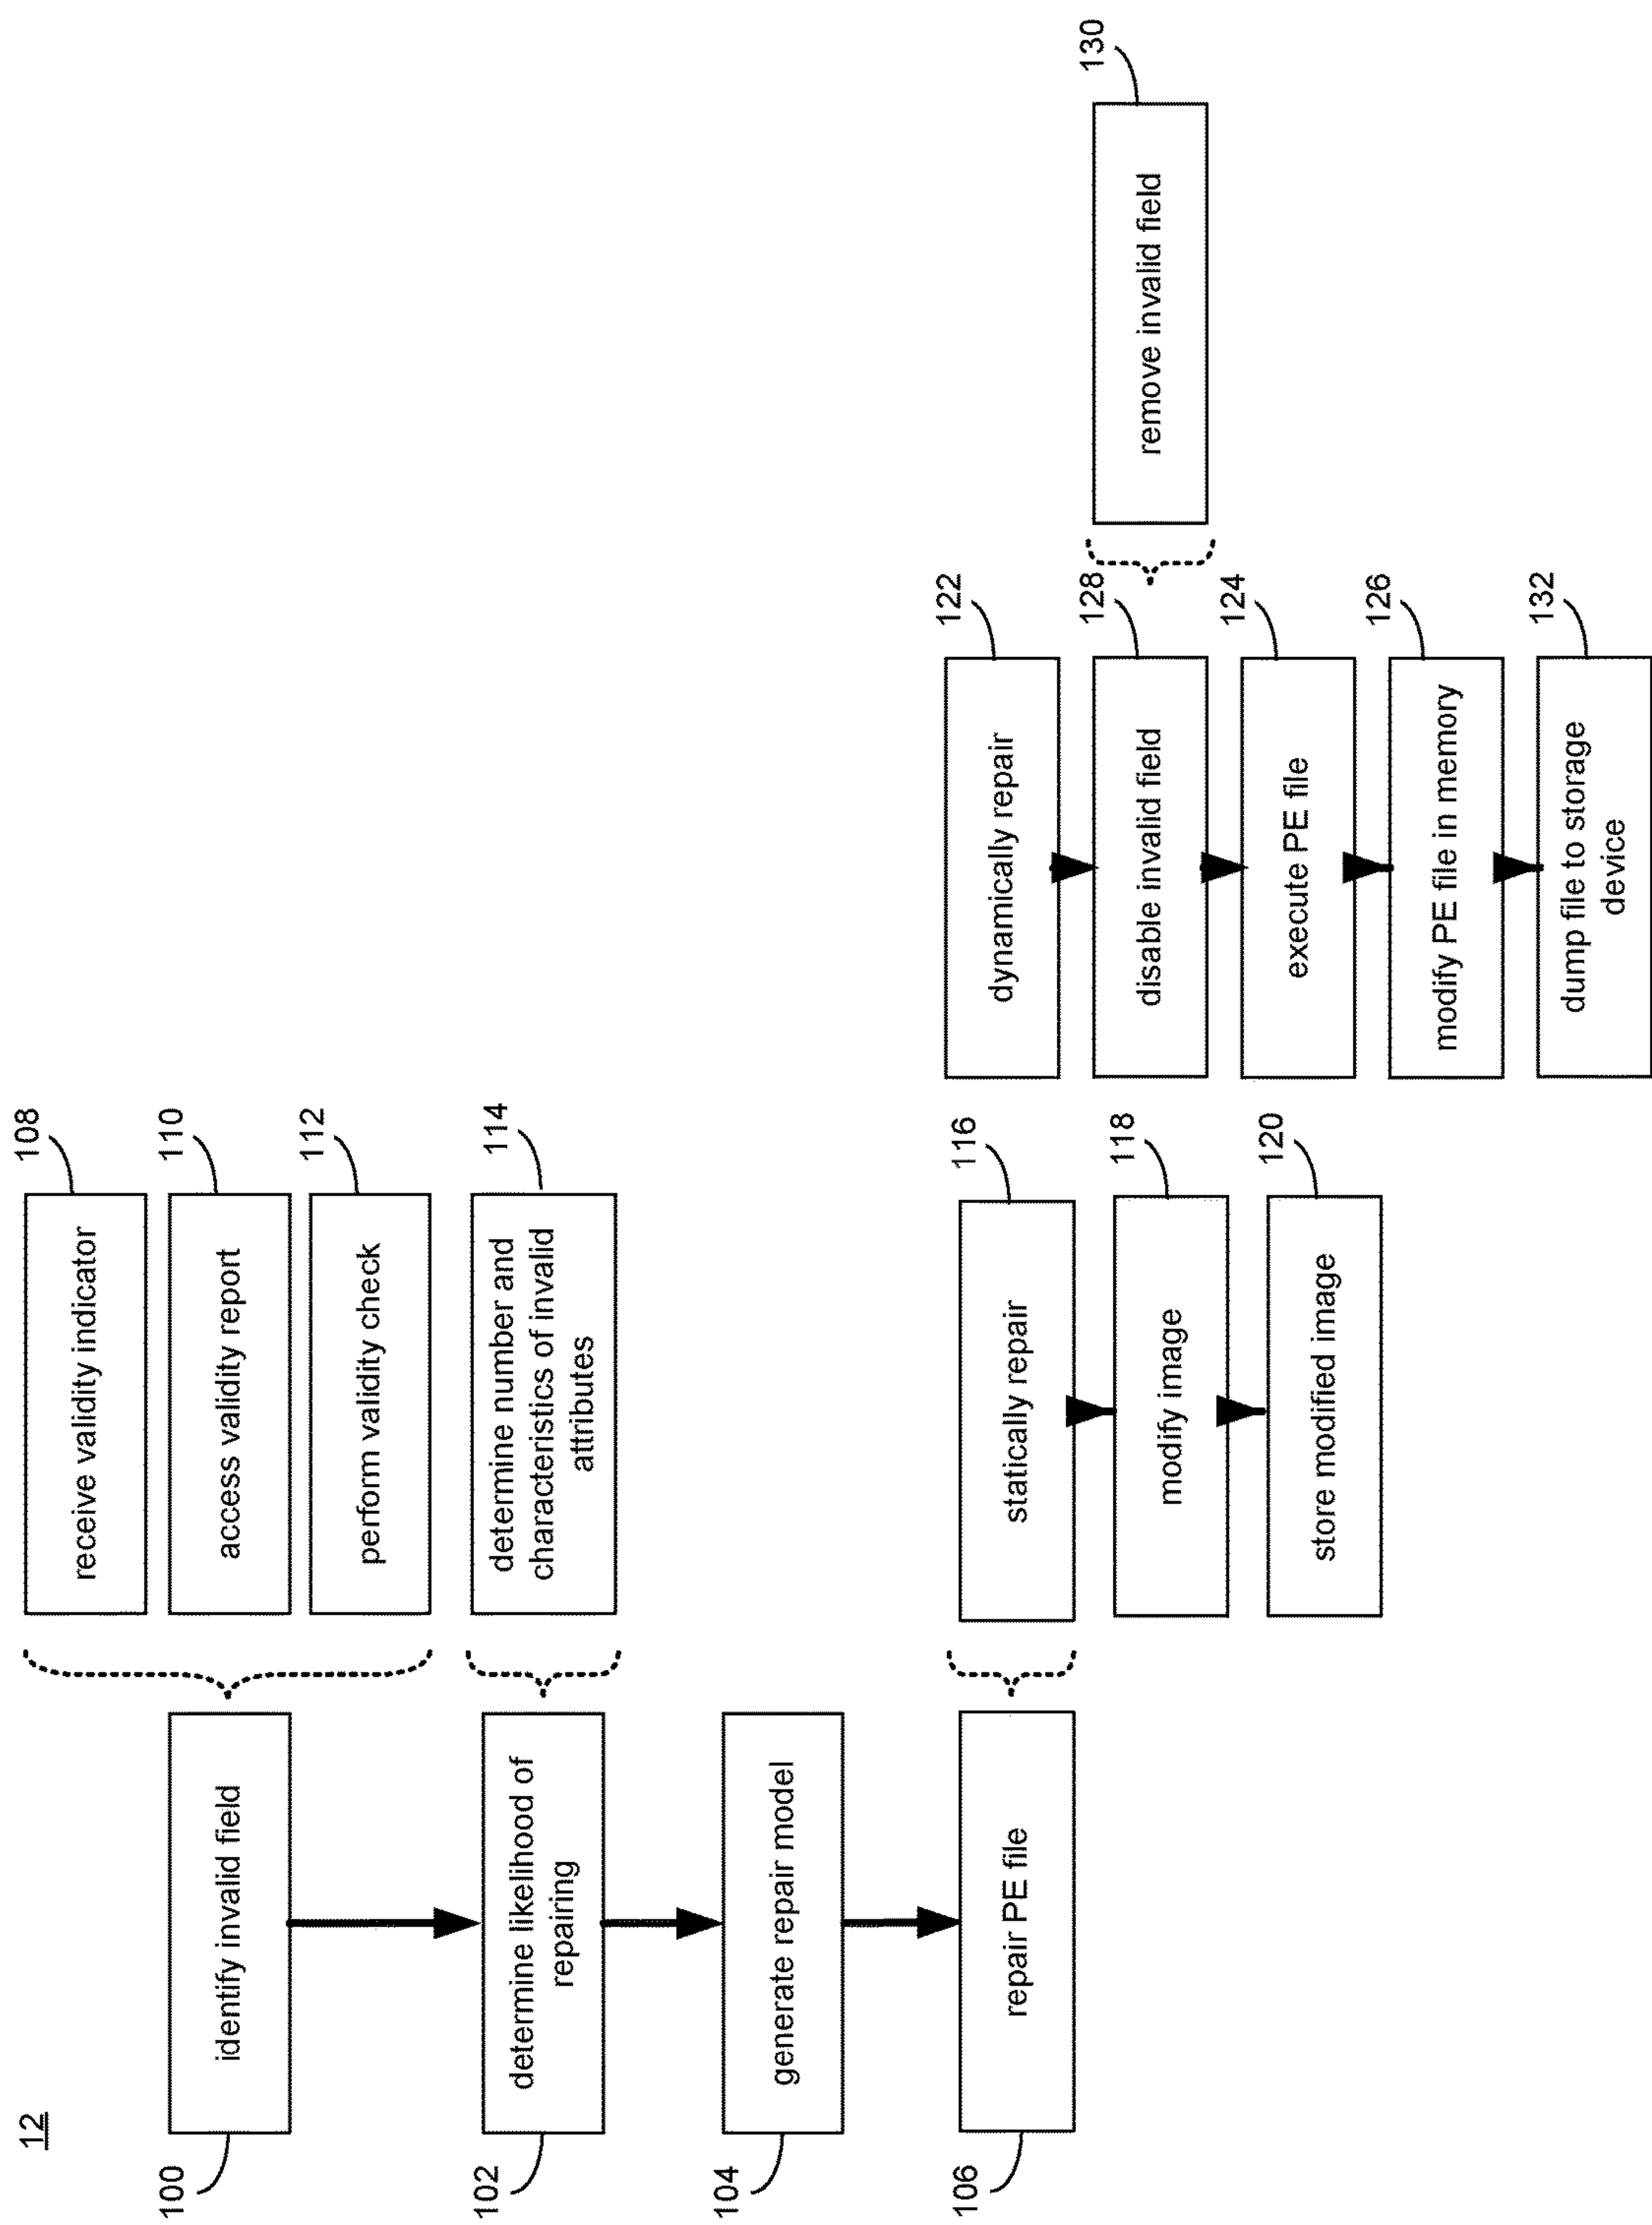 12
100
identify invalid field
102
determine likelihood of
repairing
104
generate repair model
106
repair PE file
108
receive validity indicator
110
access validity report
112
perform validity check
114
determine number and
characteristics of invalid
attributes
116
statically repair
118
modify image
120
store modified image
122
dynamically repair
128
disable invalid field
124
execute PE file
126
modify PE file in memory
132
dump file to storage
device
130
remove invalid field